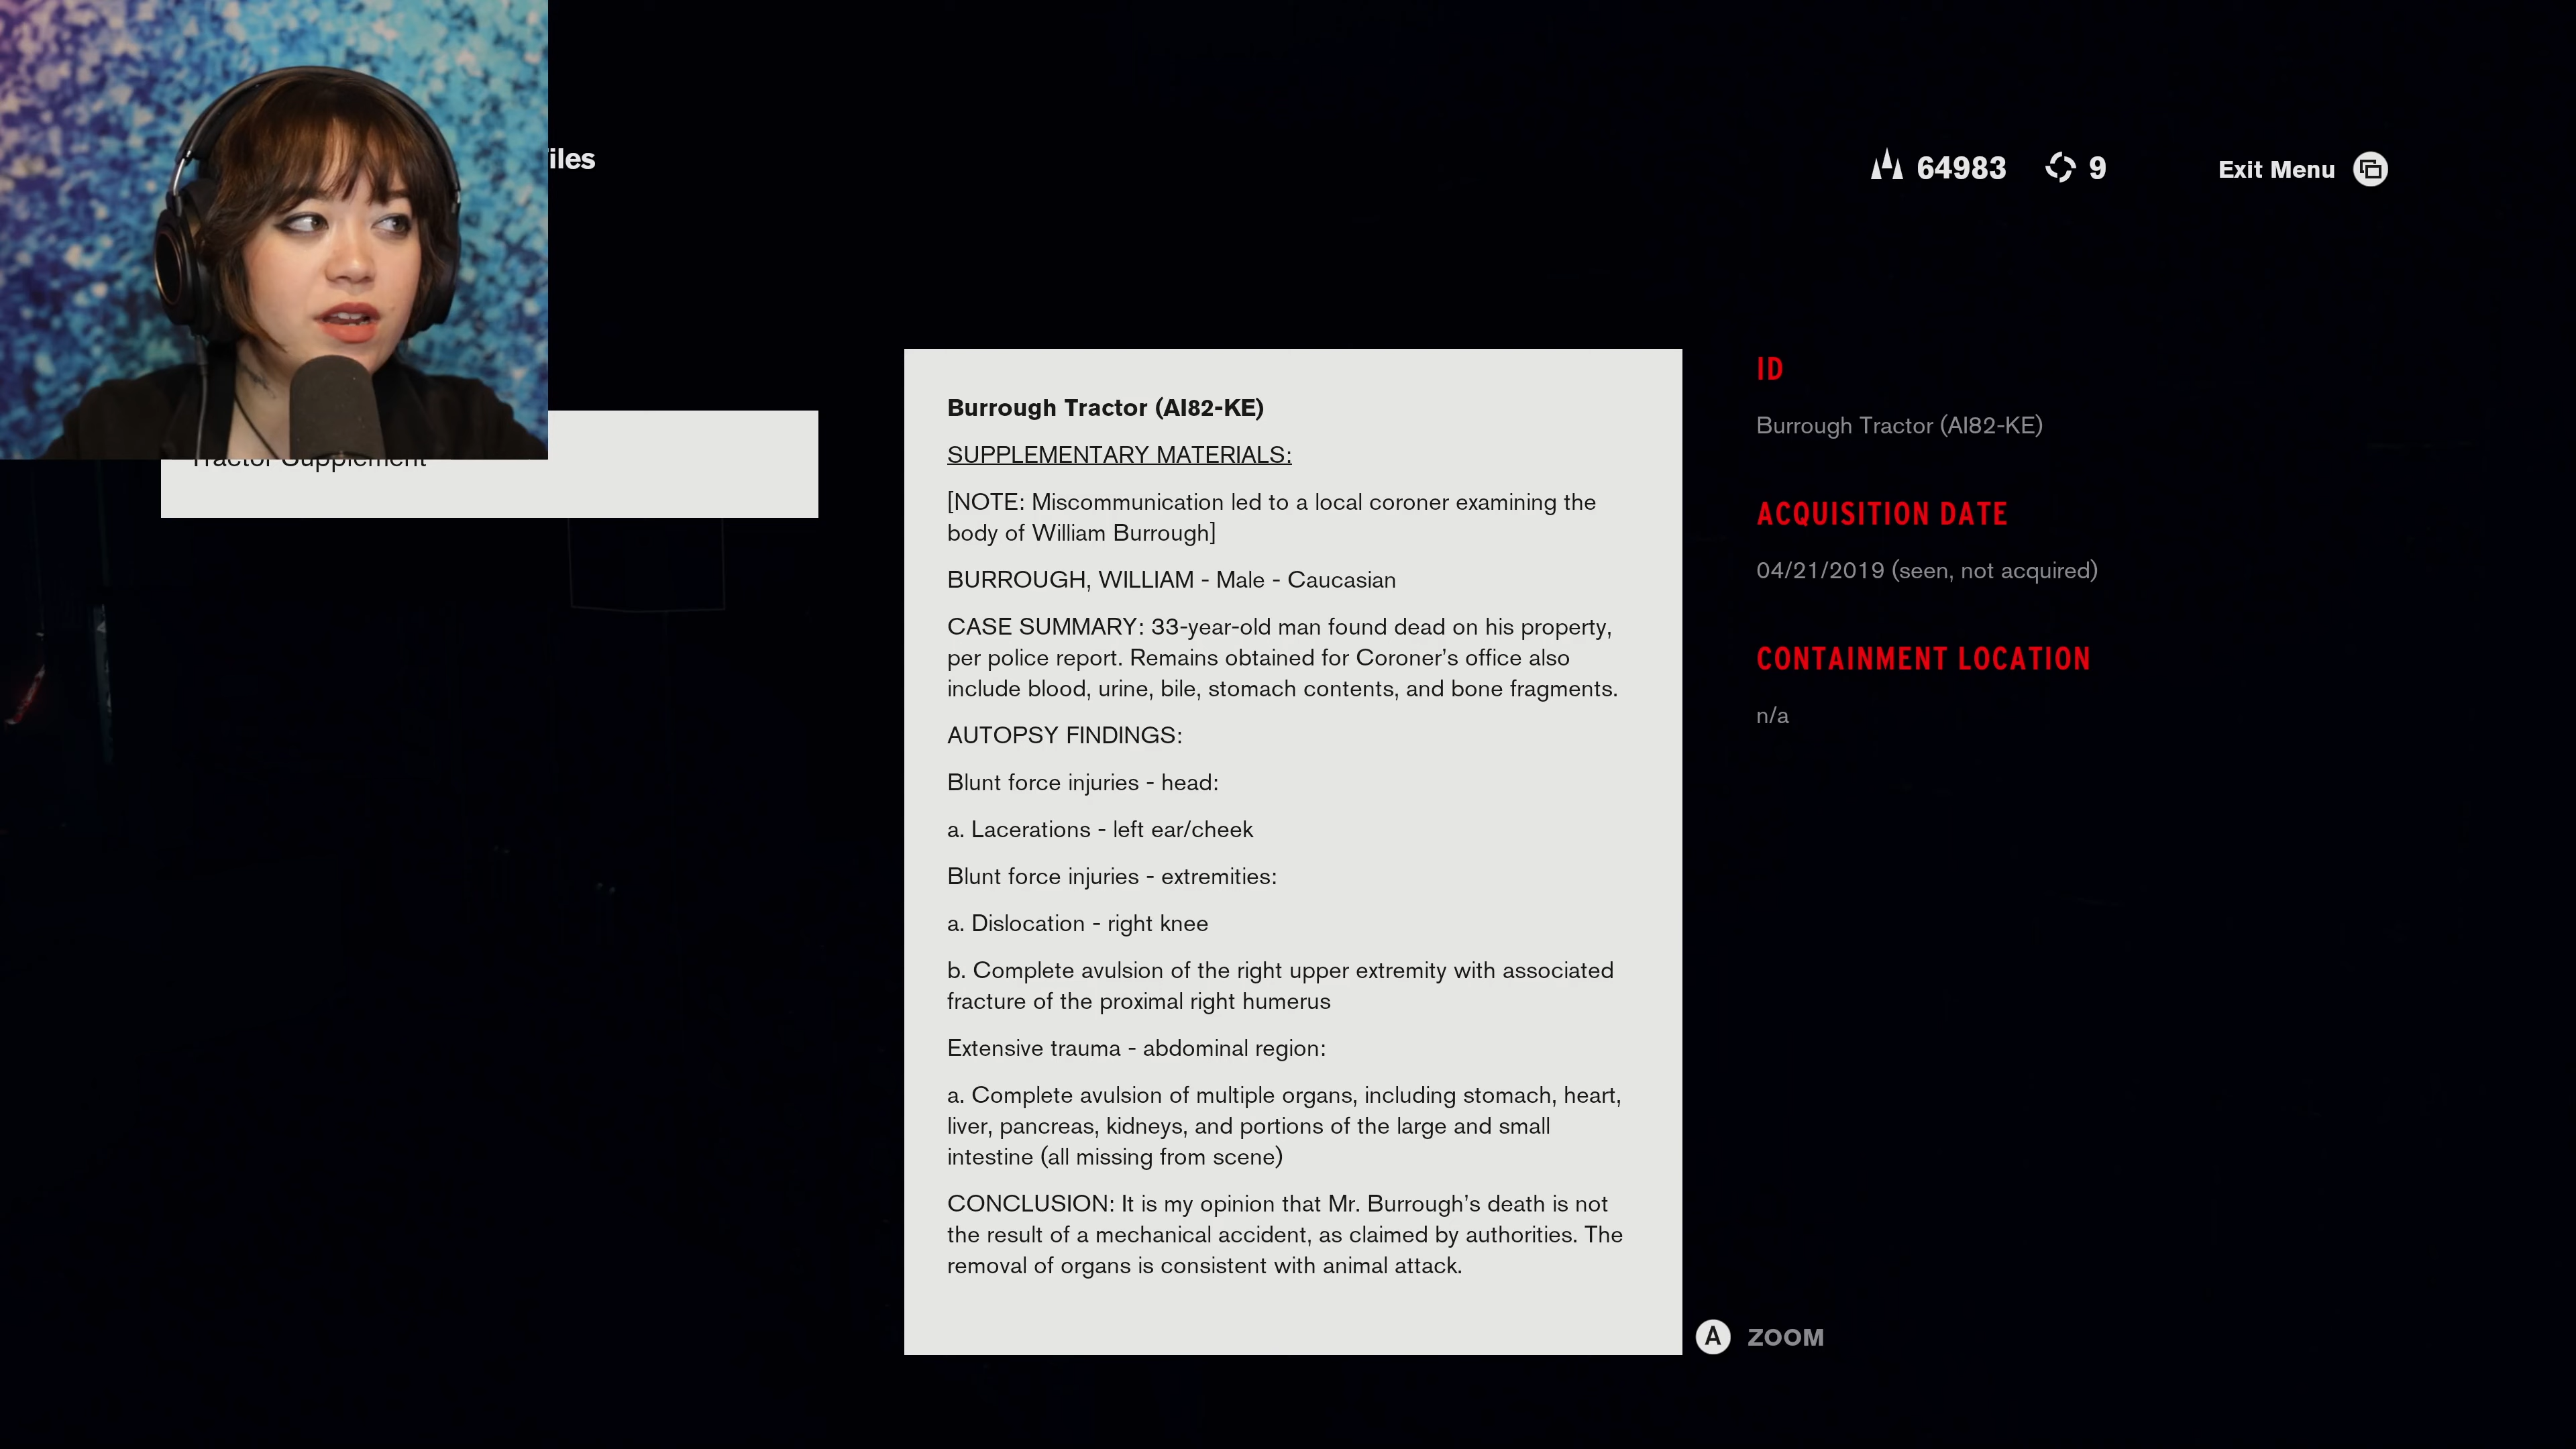 iles
64983
9
Exit Menu
Tractor Supplement
Burrough Tractor (AI82-KE)
SUPPLEMENTARY MATERIALS:
[NOTE: Miscommunication led to a local coroner examining the
body of William Burrough]
BURROUGH, WILLIAM - Male - Caucasian
CASE SUMMARY: 33-year-old man found dead on his property,
per police report. Remains obtained for Coroner's office also
include blood, urine, bile, stomach contents, and bone fragments.
AUTOPSY FINDINGS:
Blunt force injuries - head:
a. Lacerations - left ear/cheek
Blunt force injuries - extremities:
a. Dislocation - right knee
b. Complete avulsion of the right upper extremity with associated
fracture of the proximal right humerus
Extensive trauma - abdominal region:
a. Complete avulsion of multiple organs, including stomach, heart,
liver, pancreas, kidneys, and portions of the large and small
intestine (all missing from scene)
CONCLUSION: It is my opinion that Mr. Burrough's death is not
the result of a mechanical accident, as claimed by authorities. The
removal of organs is consistent with animal attack.
ID
Burrough Tractor (AI82-KE)
ACQUISITION DATE
04/21/2019 (seen, not acquired)
CONTAINMENT LOCATION
n/a
A ZOOM